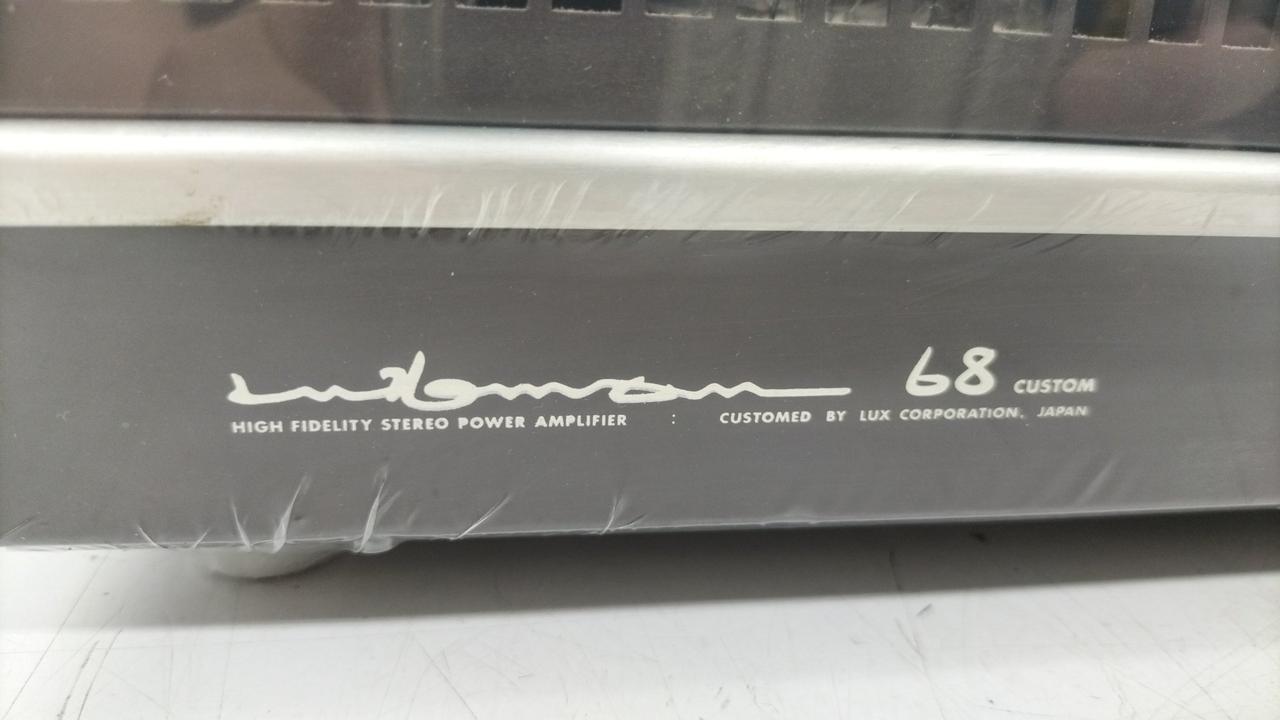 luxman 68 CUSTOM
HIGH FIDELITY STEREO POWER AMPLIFIER : CUSTOMED BY LUX CORPORATION, JAPAN